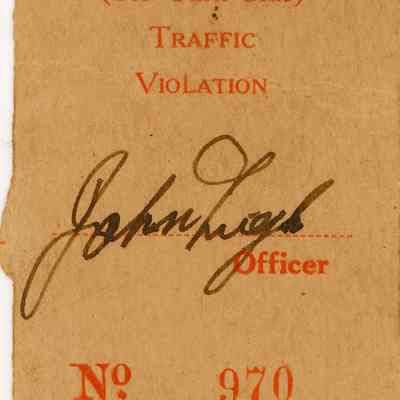 Traffic
Violation
John
Officer
No 970